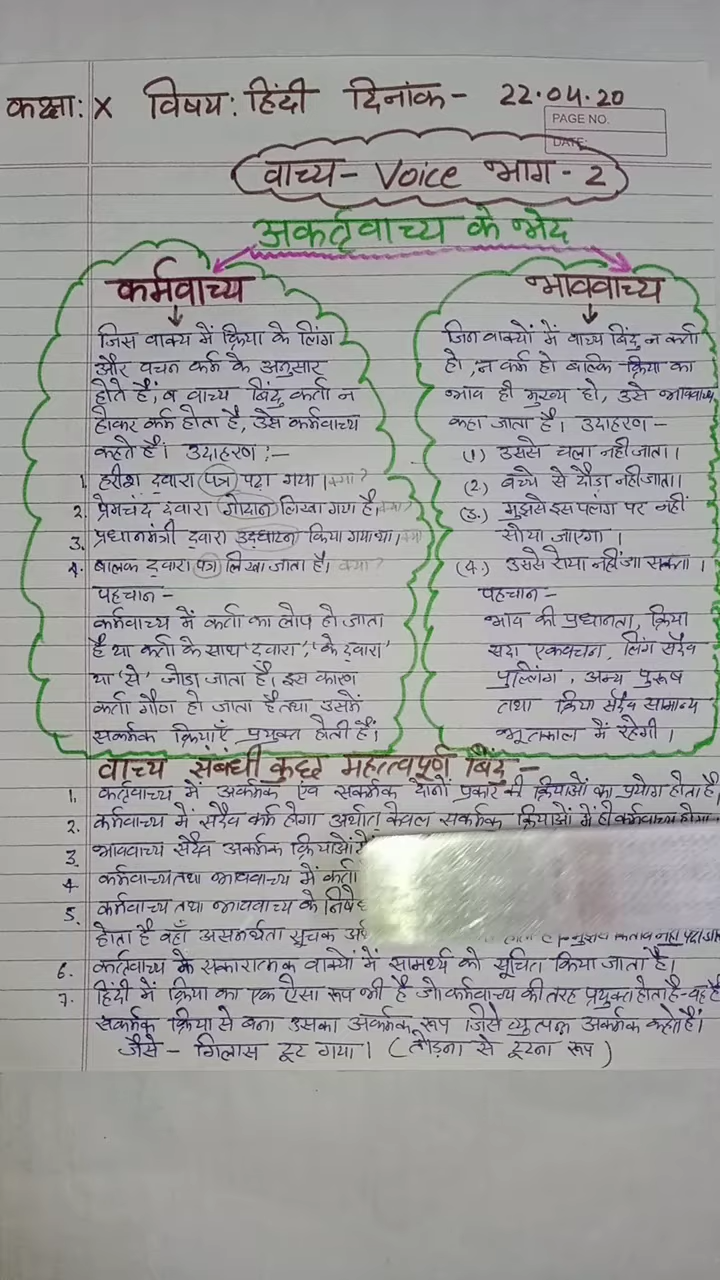 कक्षा: X विषय: हिंदी दिनांक - 22.04.20
PAGE NO.
DATE:
वाच्य - Voice भाग - 2
अकर्तृवाच्य के भेद
कर्मवाच्य
जिस वाक्य में क्रिया के लिंग
और वचन कर्म के अनुसार
होते हैं, व वाच्य बिंदु कर्ता न
होकर कर्म होता है, उसे कर्मवाच्य
कहते हैं। उदाहरण :-
1. हरीश द्वारा पत्र पढ़ा गया। क्या?
2. प्रेमचंद द्वारा गोदान लिखा गया है। क्या?
3. प्रधानमंत्री द्वारा उद्घाटन किया गया था। क्या
4. बालक द्वारा पत्र लिखा जाता है। क्या?
पहचान -
कर्मवाच्य में कर्ता का लोप हो जाता
है या कर्ता के साथ 'द्वारा', 'के द्वारा'
या 'से' जोड़ा जाता है। इस कारण
कर्ता गौण हो जाता है तथा उसमें
सकर्मक क्रियाएँ प्रयुक्त होती हैं।
भाववाच्य
जिन वाक्यों में वाच्य बिंदु न कर्ता
हो, न कर्म हो बल्कि क्रिया का
भाव ही मुख्य हो, उसे भाववाच्य
कहा जाता है। उदाहरण -
(1) उससे चला नहीं जाता।
(2) बच्चे से दौड़ा नहीं जाता।
(3.) मुझसे इस पलंग पर नहीं
सोया जाएगा।
(4.) उससे रोया नहीं जा सकता।
पहचान -
भाव की प्रधानता, क्रिया
सदा एकवचन, लिंग सदैव
पुल्लिंग, अन्य पुरुष
तथा क्रिया सदैव सामान्य
भूतकाल में रहेगी।
वाच्य संबंधी कुछ महत्वपूर्ण बिंदु :-
1. कर्तृवाच्य में अकर्मक एवं सकर्मक दोनों प्रकार की क्रियाओं का प्रयोग होता है।
2. कर्मवाच्य में सदैव कर्म होगा अर्थात् केवल सकर्मक क्रियाओं में ही कर्मवाच्य होगा
3. भाववाच्य सदैव अकर्मक क्रियाओं में
4 कर्मवाच्य तथा भाववाच्य में कर्ता
5. कर्मवाच्य तथा भाववाच्य के निषेध
होता है वहाँ असमर्थता सूचक अर्थ
6. कर्तृवाच्य के सकारात्मक वाक्यों में सामर्थ्य को सूचित किया जाता है।
7. हिंदी में क्रिया का एक ऐसा रूप भी है जो कर्मवाच्य की तरह प्रयुक्त होता है - वह है
सकर्मक क्रिया से बना उसका अकर्मक रूप जिसे व्युत्पन्न अकर्मक कहते हैं।
जैसे - गिलास टूट गया। (तोड़ना से टूटना रूप)